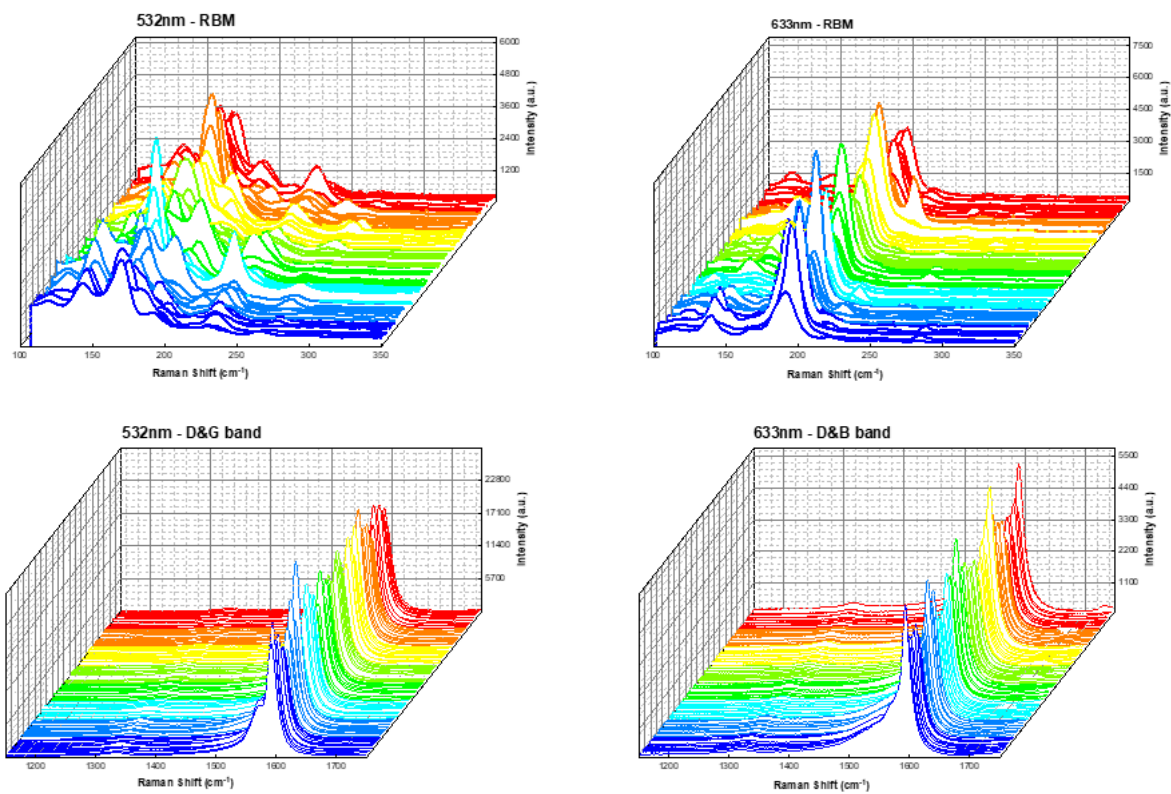 532nm - RBM
6000
4800
3600
2400
1200
Intensity (a.u.)
100 150 200 250 300 350
Raman Shift (cm⁻¹)
633nm - RBM
7500
6000
4500
3000
1500
Intensity (a.u.)
100 150 200 250 300 350
Raman Shift (cm⁻¹)
532nm - D&G band
22800
17100
11400
5700
Intensity (a.u.)
1200 1300 1400 1500 1600 1700
Raman Shift (cm⁻¹)
633nm - D&B band
5500
4400
3300
2200
1100
Intensity (a.u.)
1200 1300 1400 1500 1600 1700
Raman Shift (cm⁻¹)